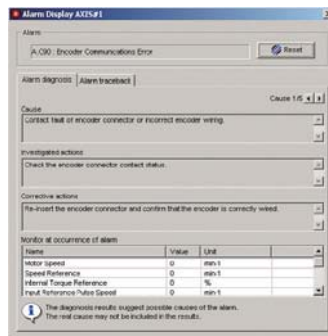 Alarm Display AXIS#1
Alarm
A.C90 : Encoder Communications Error
Reset
Alarm diagnosis
Alarm traceback
Cause 1/5
Cause
Contact fault of encoder connector or incorrect encoder wiring.
Investigated actions
Check the encoder connector contact status.
Corrective actions
Re-insert the encoder connector and confirm that the encoder is correctly wired.
Monitor at occurrence of alarm
Name Value Unit
Motor Speed 0 min-1
Speed Reference 0 min-1
Internal Torque Reference 0 %
Input Reference Pulse Speed 0 min-1
The diagnosis results suggest possible causes of the alarm.
The real cause may not be included in the results.